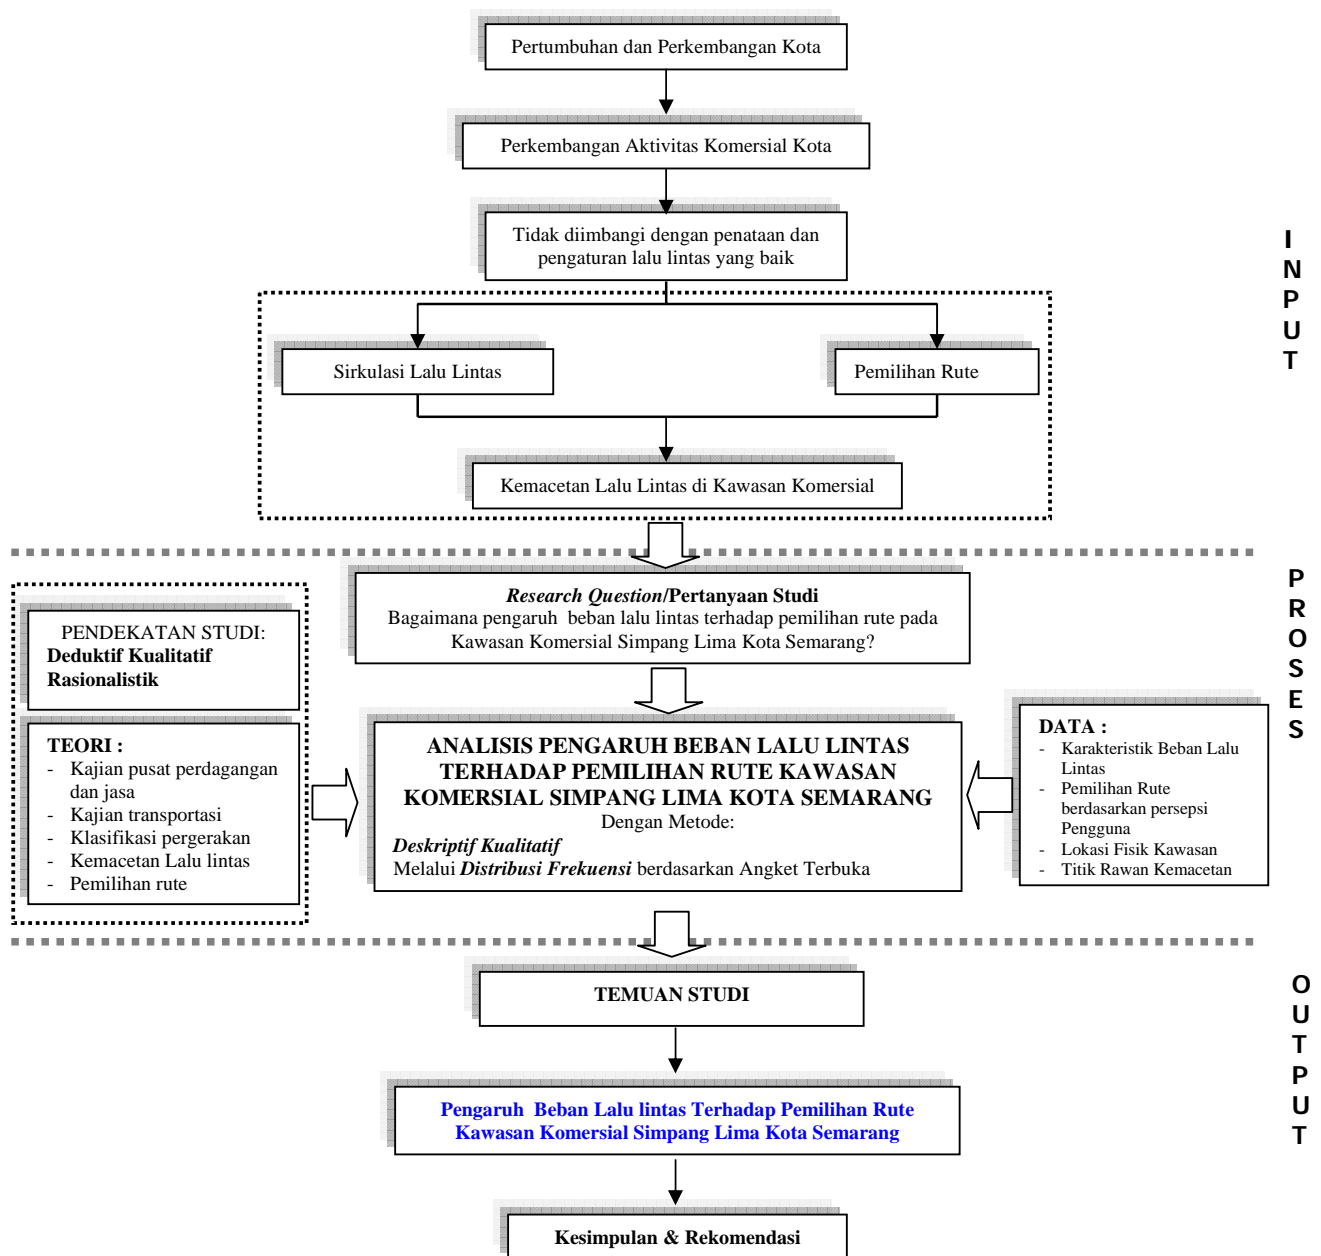 Pertumbuhan dan Perkembangan Kota
Perkembangan Aktivitas Komersial Kota
Tidak diimbangi dengan penataan dan
pengaturan lalu lintas yang baik
Sirkulasi Lalu Lintas
Pemilihan Rute
Kemacetan Lalu Lintas di Kawasan Komersial
INPUT
Research Question/Pertanyaan Studi
Bagaimana pengaruh beban lalu lintas terhadap pemilihan rute pada
Kawasan Komersial Simpang Lima Kota Semarang?
PENDEKATAN STUDI:
Deduktif Kualitatif
Rasionalistik
TEORI :
- Kajian pusat perdagangan
dan jasa
- Kajian transportasi
- Klasifikasi pergerakan
- Kemacetan Lalu lintas
- Pemilihan rute
ANALISIS PENGARUH BEBAN LALU LINTAS
TERHADAP PEMILIHAN RUTE KAWASAN
KOMERSIAL SIMPANG LIMA KOTA SEMARANG
Dengan Metode:
Deskriptif Kualitatif
Melalui Distribusi Frekuensi berdasarkan Angket Terbuka
DATA :
- Karakteristik Beban Lalu
Lintas
- Pemilihan Rute
berdasarkan persepsi
Pengguna
- Lokasi Fisik Kawasan
- Titik Rawan Kemacetan
PROSES
TEMUAN STUDI
Pengaruh Beban Lalu lintas Terhadap Pemilihan Rute
Kawasan Komersial Simpang Lima Kota Semarang
Kesimpulan & Rekomendasi
OUTPUT